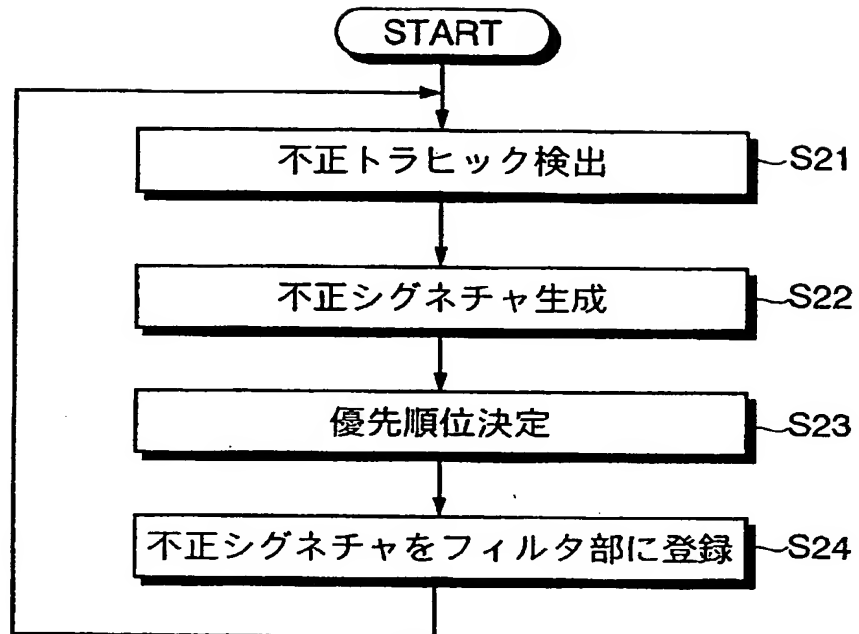 START
不正トラヒック検出
S21
不正シグネチャ生成
S22
優先順位決定
S23
不正シグネチャをフィルタ部に登録
S24